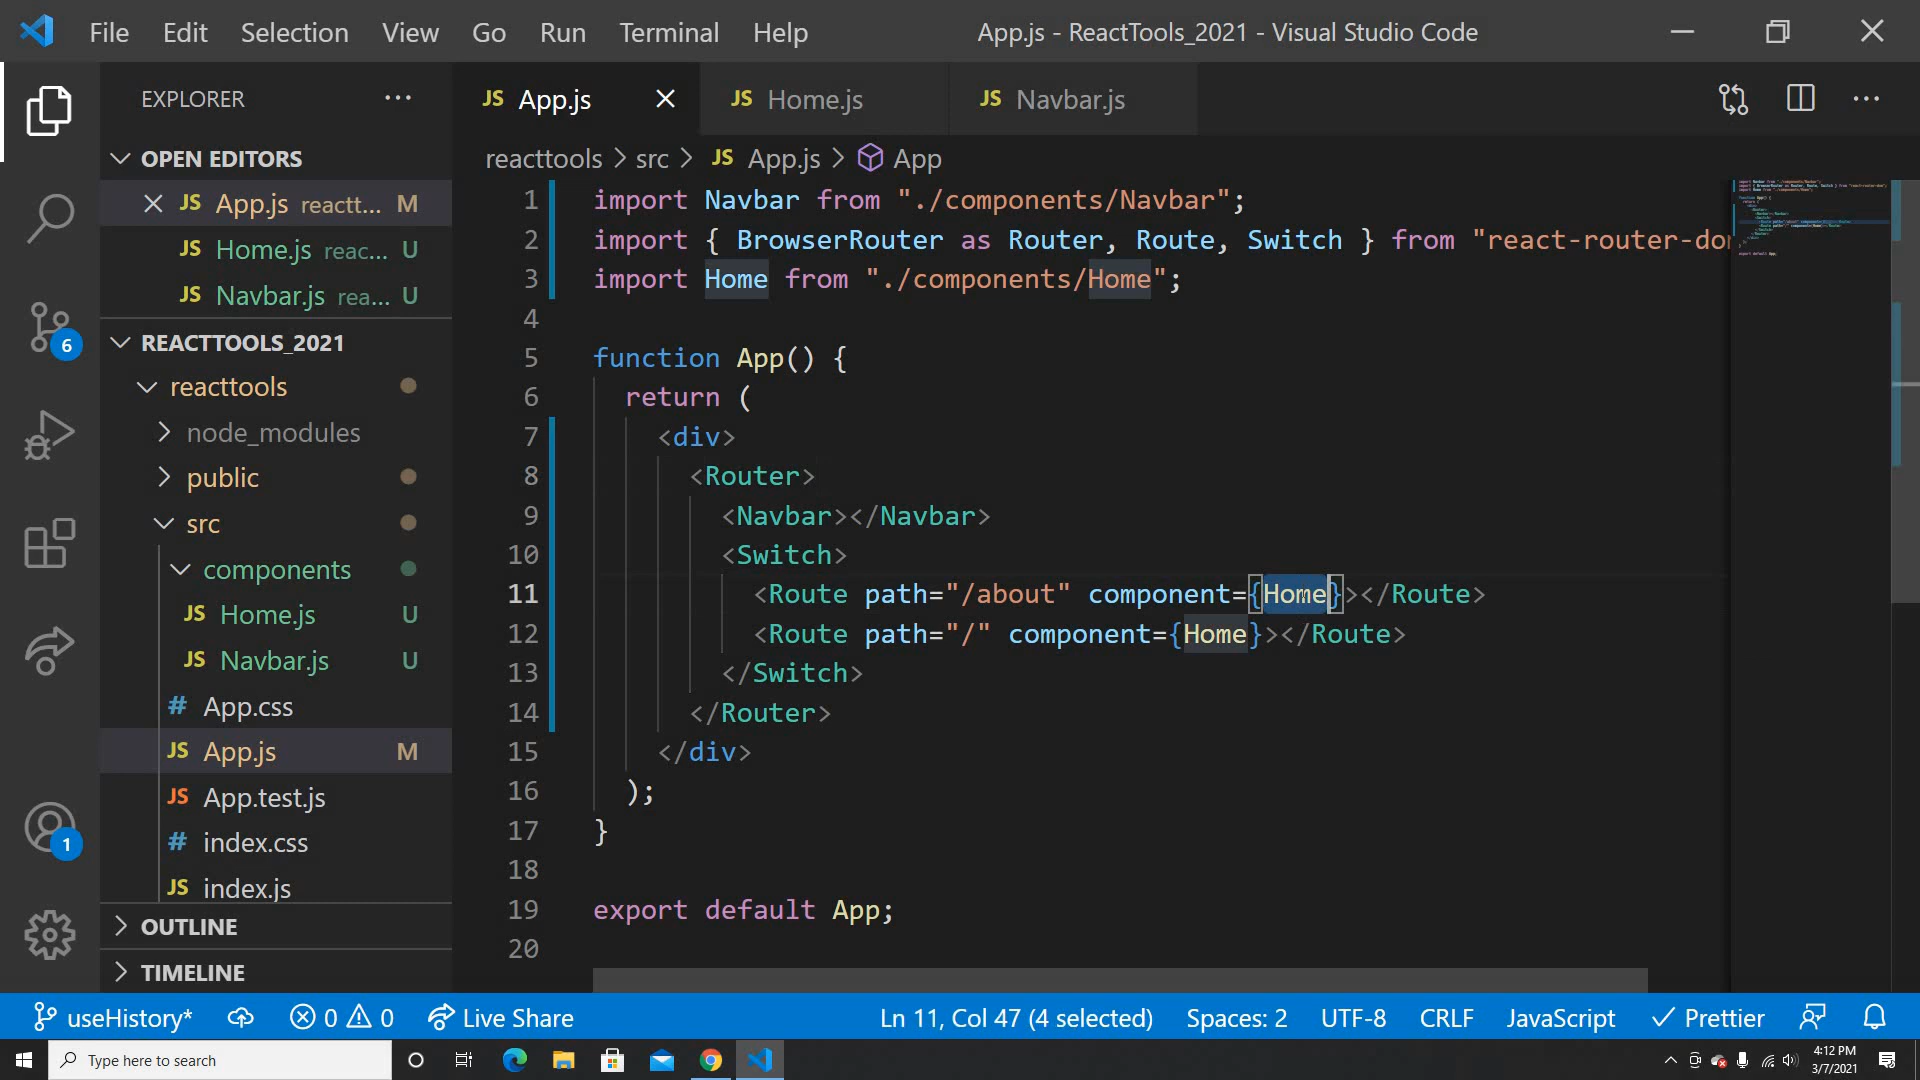 File Edit Selection View Go Run Terminal Help App.js - ReactTools_2021 - Visual Studio Code
EXPLORER
OPEN EDITORS
JS App.js reactt... M
JS Home.js reac... U
JS Navbar.js rea... U
REACTTOOLS_2021
reacttools
node_modules
public
src
components
JS Home.js U
JS Navbar.js U
# App.css
JS App.js M
JS App.test.js
# index.css
JS index.js
OUTLINE
TIMELINE
6
1
JS App.js JS Home.js JS Navbar.js
reacttools > src > JS App.js > App
1 import Navbar from "./components/Navbar";
2 import { BrowserRouter as Router, Route, Switch } from "react-router-dom
3 import Home from "./components/Home";
4
5 function App() {
6 return (
7 <div>
8 <Router>
9 <Navbar></Navbar>
10 <Switch>
11 <Route path="/about" component={Home}></Route>
12 <Route path="/" component={Home}></Route>
13 </Switch>
14 </Router>
15 </div>
16 );
17 }
18
19 export default App;
20
useHistory* 0 0 Live Share Ln 11, Col 47 (4 selected) Spaces: 2 UTF-8 CRLF JavaScript Prettier
Type here to search
4:12 PM
3/7/2021